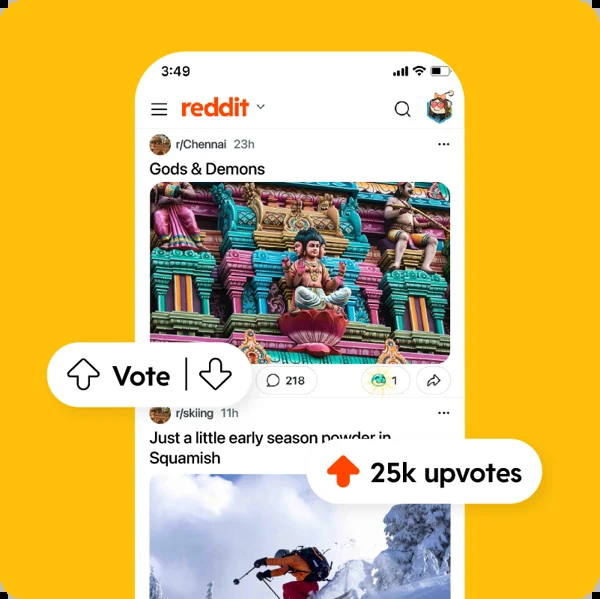 3:49
reddit
r/Chennai 23h
Gods & Demons
Vote
218
1
r/skiing 11h
Just a little early season powder in
Squamish
25k upvotes